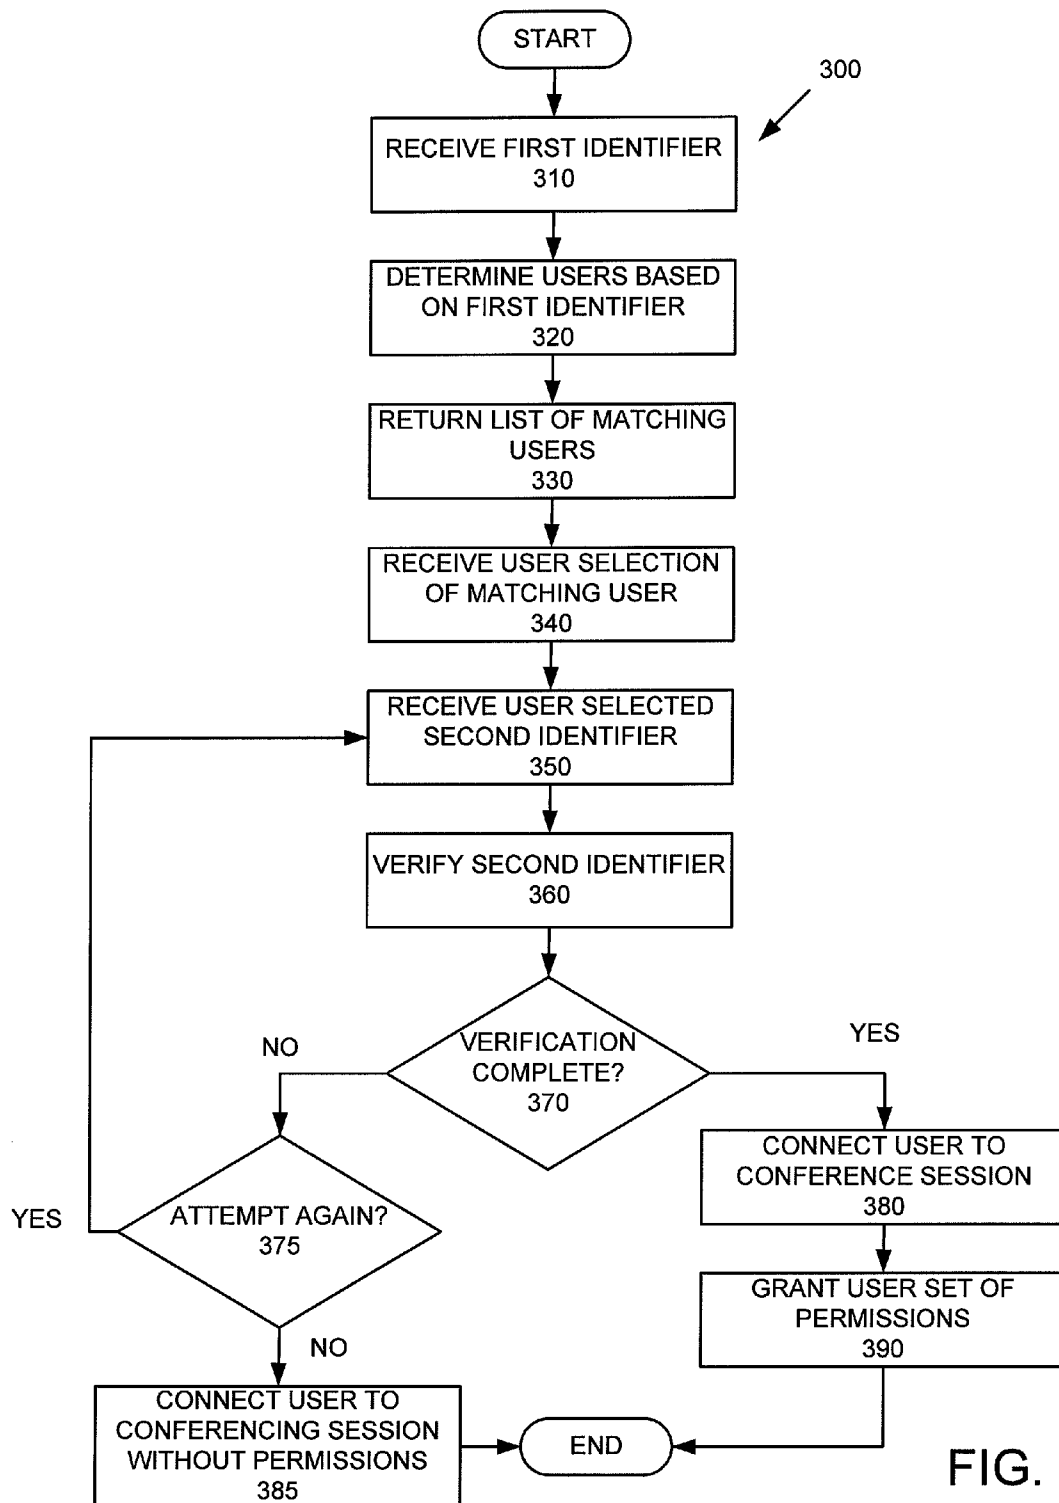 START
300
RECEIVE FIRST IDENTIFIER
310
DETERMINE USERS BASED
ON FIRST IDENTIFIER
320
RETURN LIST OF MATCHING
USERS
330
RECEIVE USER SELECTION
OF MATCHING USER
340
RECEIVE USER SELECTED
SECOND IDENTIFIER
350
VERIFY SECOND IDENTIFIER
360
VERIFICATION
COMPLETE?
370
NO
YES
ATTEMPT AGAIN?
375
YES
NO
CONNECT USER TO
CONFERENCE SESSION
380
GRANT USER SET OF
PERMISSIONS
390
CONNECT USER TO
CONFERENCING SESSION
WITHOUT PERMISSIONS
385
END
FIG.